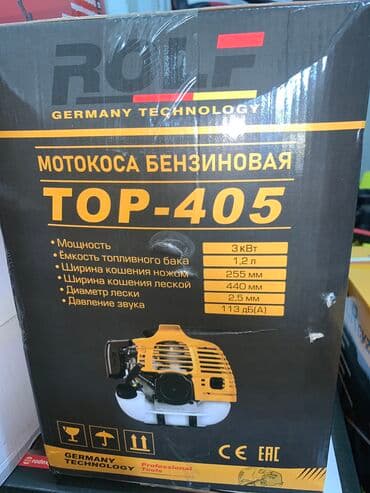 ROLF
GERMANY TECHNOLOGY
МОТОКОСА БЕНЗИНОВАЯ
TOP-405
• Мощность 3 кВт
• Ёмкость топливного бака 1,2 л
• Ширина кошения ножом 255 мм
• Ширина кошения леской 440 мм
• Диаметр лески 2,5 мм
• Давление звука 113 дБ(А)
GERMANY
TECHNOLOGY
Professional
Tools
CE EAC